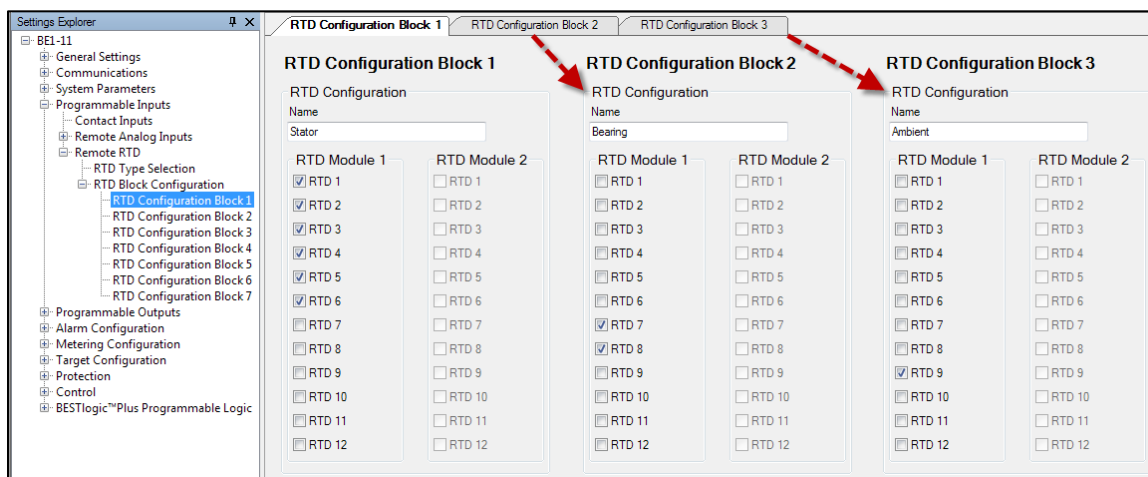 Settings Explorer
BE1-11
General Settings
Communications
System Parameters
Programmable Inputs
Contact Inputs
Remote Analog Inputs
Remote RTD
RTD Type Selection
RTD Block Configuration
RTD Configuration Block 1
RTD Configuration Block 2
RTD Configuration Block 3
RTD Configuration Block 4
RTD Configuration Block 5
RTD Configuration Block 6
RTD Configuration Block 7
Programmable Outputs
Alarm Configuration
Metering Configuration
Target Configuration
Protection
Control
BESTlogic™Plus Programmable Logic
RTD Configuration Block 1 RTD Configuration Block 2 RTD Configuration Block 3
RTD Configuration Block 1
RTD Configuration
Name
Stator
RTD Module 1 RTD Module 2
RTD 1 RTD 1
RTD 2 RTD 2
RTD 3 RTD 3
RTD 4 RTD 4
RTD 5 RTD 5
RTD 6 RTD 6
RTD 7 RTD 7
RTD 8 RTD 8
RTD 9 RTD 9
RTD 10 RTD 10
RTD 11 RTD 11
RTD 12 RTD 12
RTD Configuration Block 2
RTD Configuration
Name
Bearing
RTD Module 1 RTD Module 2
RTD 1 RTD 1
RTD 2 RTD 2
RTD 3 RTD 3
RTD 4 RTD 4
RTD 5 RTD 5
RTD 6 RTD 6
RTD 7 RTD 7
RTD 8 RTD 8
RTD 9 RTD 9
RTD 10 RTD 10
RTD 11 RTD 11
RTD 12 RTD 12
RTD Configuration Block 3
RTD Configuration
Name
Ambient
RTD Module 1 RTD Module 2
RTD 1 RTD 1
RTD 2 RTD 2
RTD 3 RTD 3
RTD 4 RTD 4
RTD 5 RTD 5
RTD 6 RTD 6
RTD 7 RTD 7
RTD 8 RTD 8
RTD 9 RTD 9
RTD 10 RTD 10
RTD 11 RTD 11
RTD 12 RTD 12